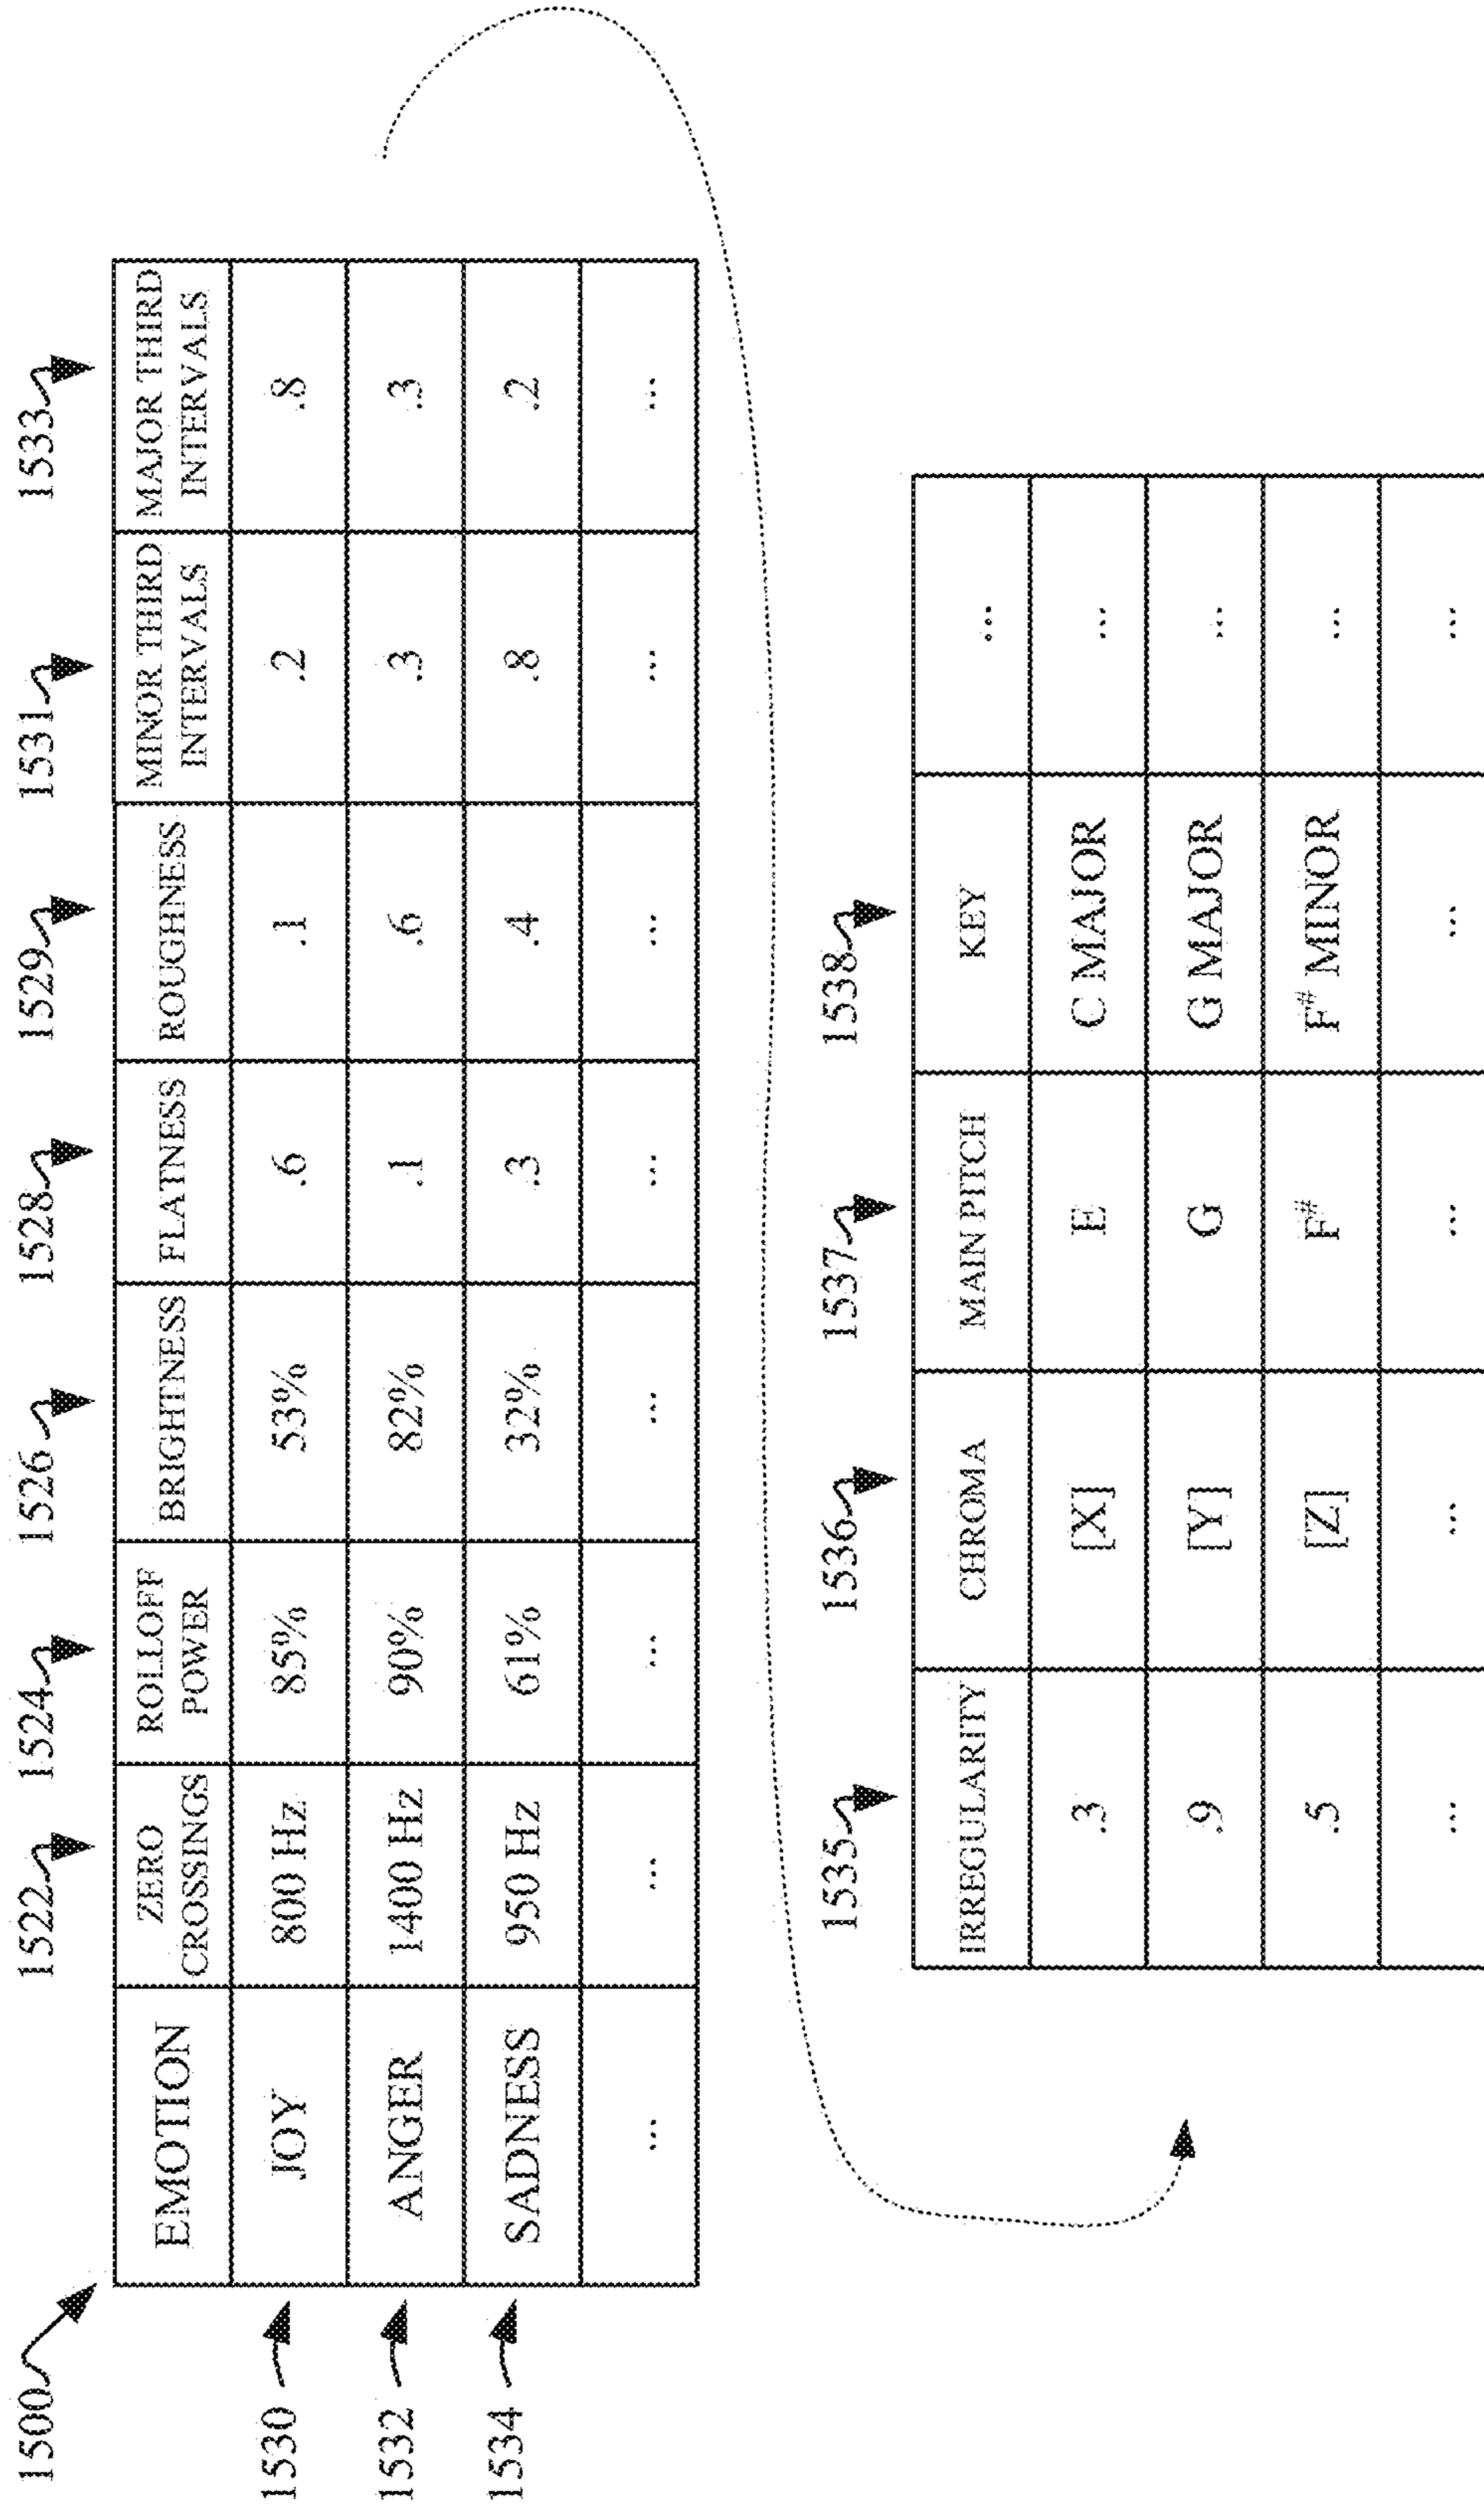 1500
1522 1524 1526 1528 1529 1531 1533
EMOTION ZERO CROSSINGS ROLLOFF POWER BRIGHTNESS FLATNESS ROUGHNESS MINOR THIRD INTERVALS MAJOR THIRD INTERVALS
1530 JOY 800 Hz 85% 53% .6 .1 .2 .8
1532 ANGER 1400 Hz 90% 82% .1 .6 .3 .3
1534 SADNESS 950 Hz 61% 32% .3 .4 .8 .2
... ... ... ... ... ... ... ...
1535 1536 1537 1538
IRREGULARITY CHROMA MAIN PITCH KEY ...
.3 [X] E C MAJOR ...
.9 [Y] G G MAJOR ...
.5 [Z] F# F# MINOR ...
... ... ... ... ...